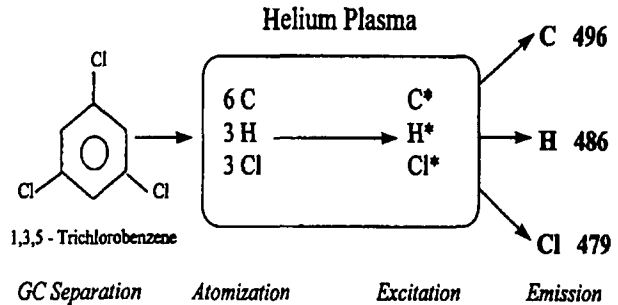 Helium Plasma
Cl
Cl
Cl
1,3,5 - Trichlorobenzene
6 C
3 H
3 Cl
C*
H*
Cl*
C 496
H 486
Cl 479
GC Separation Atomization Excitation Emission